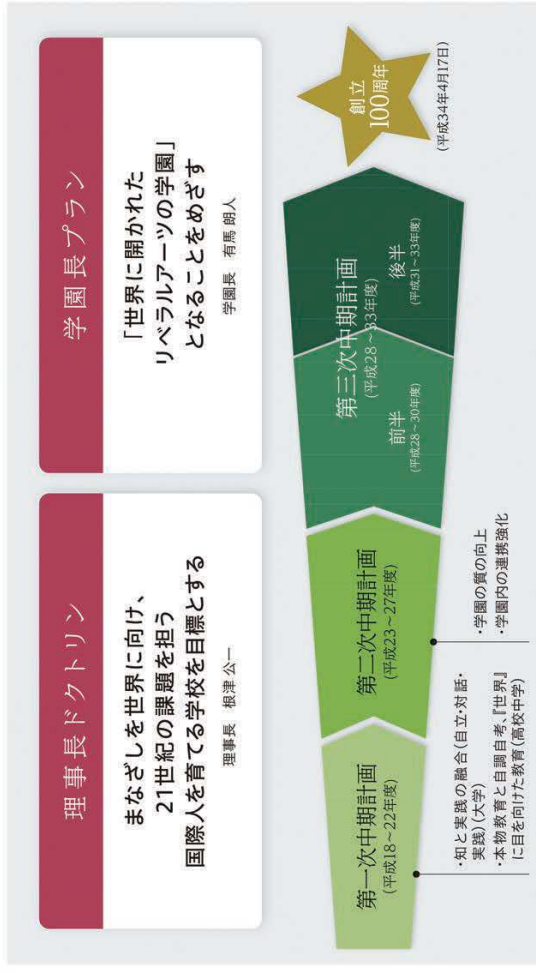 理事長ドクトリン
まなざしを世界に向け、
21世紀の課題を担う
国際人を育てる学校を目標とする
理事長 根津 公一
学園長プラン
「世界に開かれた
リベラルアーツの学園」
となることをめざす
学園長 有馬 朗人
第一次中期計画
(平成18~22年度)
第二次中期計画
(平成23~27年度)
第三次中期計画
(平成28~33年度)
前半
(平成28~30年度)
後半
(平成31~33年度)
創立
100周年
(平成34年4月17日)
・知と実践の融合(自立・対話・
実践)(大学)
・本物教育と自調自考、『世界』
に目を向けた教育(高校中学)
・学園の質の向上
・学園内の連携強化